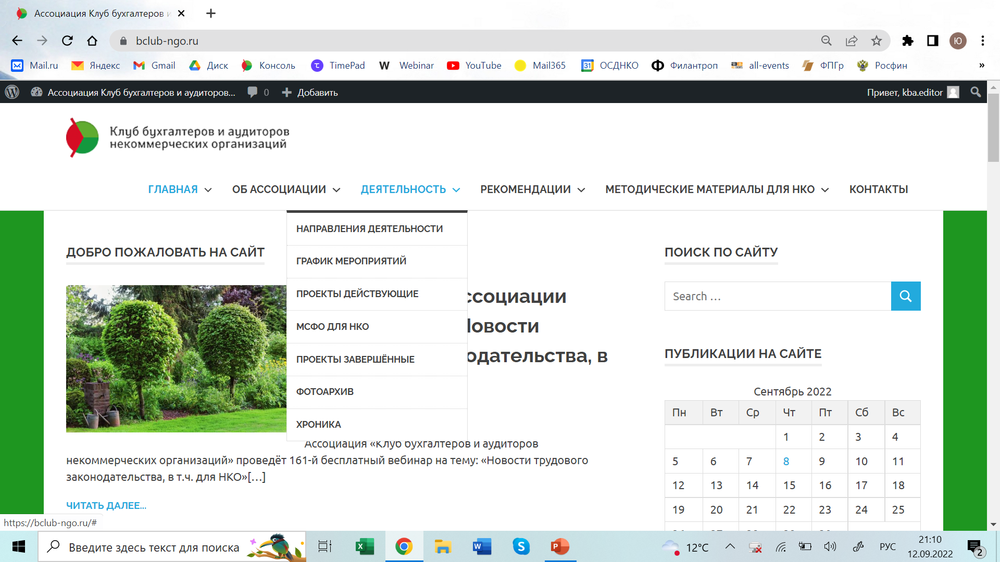 Ассоциация Клуб бухгалтеров и
bclub-ngo.ru
Ю
Mail.ru Яндекс Gmail Диск Консоль TimePad Webinar YouTube Mail365 ОСДНКО Филантроп all-events ФПГр Росфин »
Ассоциация Клуб бухгалтеров и аудиторов... 0 Добавить Привет, kba.editor
Клуб бухгалтеров и аудиторов
некоммерческих организаций
ГЛАВНАЯ ОБ АССОЦИАЦИИ ДЕЯТЕЛЬНОСТЬ РЕКОМЕНДАЦИИ МЕТОДИЧЕСКИЕ МАТЕРИАЛЫ ДЛЯ НКО КОНТАКТЫ
НАПРАВЛЕНИЯ ДЕЯТЕЛЬНОСТИ
ГРАФИК МЕРОПРИЯТИЙ
ПРОЕКТЫ ДЕЙСТВУЮЩИЕ
МСФО ДЛЯ НКО
ПРОЕКТЫ ЗАВЕРШЁННЫЕ
ФОТОАРХИВ
ХРОНИКА
ДОБРО ПОЖАЛОВАТЬ НА САЙТ
ссоциации
овости
одательства, в
Ассоциация «Клуб бухгалтеров и аудиторов
некоммерческих организаций» проведёт 161-й бесплатный вебинар на тему: «Новости трудового
законодательства, в т.ч. для НКО»[…]
ЧИТАТЬ ДАЛЕЕ...
ПОИСК ПО САЙТУ
Search …
ПУБЛИКАЦИИ НА САЙТЕ
Сентябрь 2022
Пн Вт Ср Чт Пт Сб Вс
1 2 3 4
5 6 7 8 9 10 11
12 13 14 15 16 17 18
19 20 21 22 23 24 25
https://bclub-ngo.ru/#
Введите здесь текст для поиска
12°C
РУС
21:10
12.09.2022
2